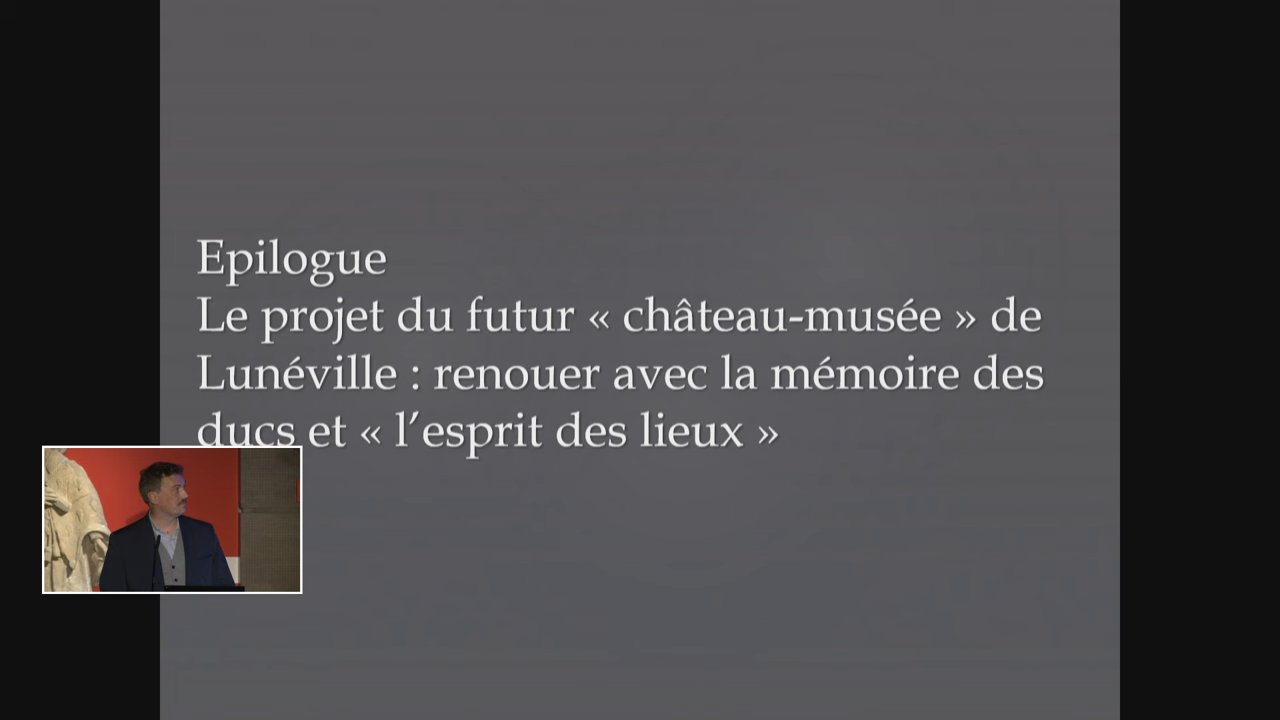 Epilogue
Le projet du futur « château-musée » de
Lunéville : renouer avec la mémoire des
ducs et « l’esprit des lieux »